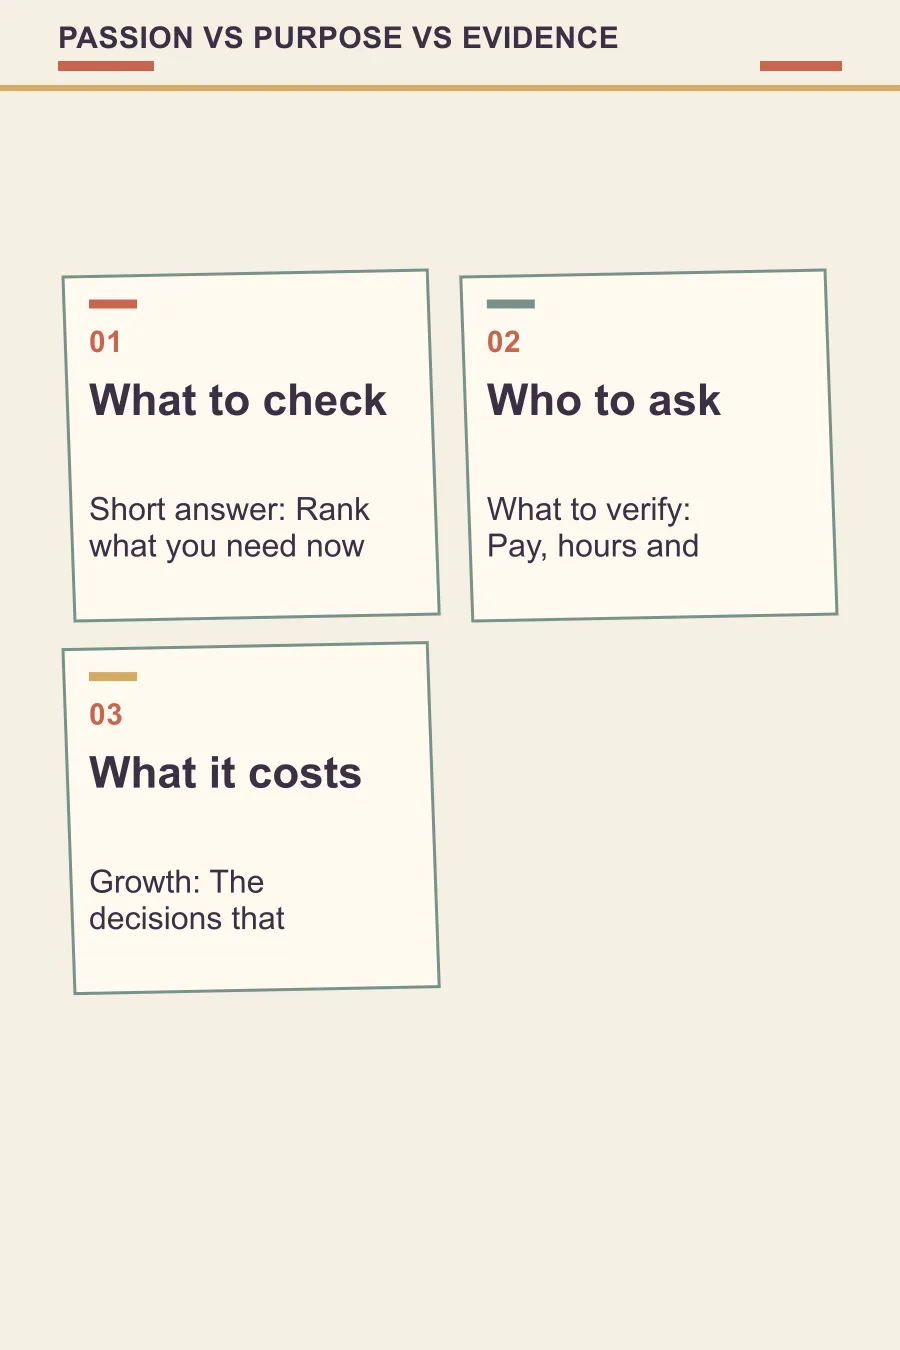 PASSION VS PURPOSE VS EVIDENCE
01
What to check
Short answer: Rank
what you need now
02
Who to ask
What to verify:
Pay, hours and
03
What it costs
Growth: The
decisions that